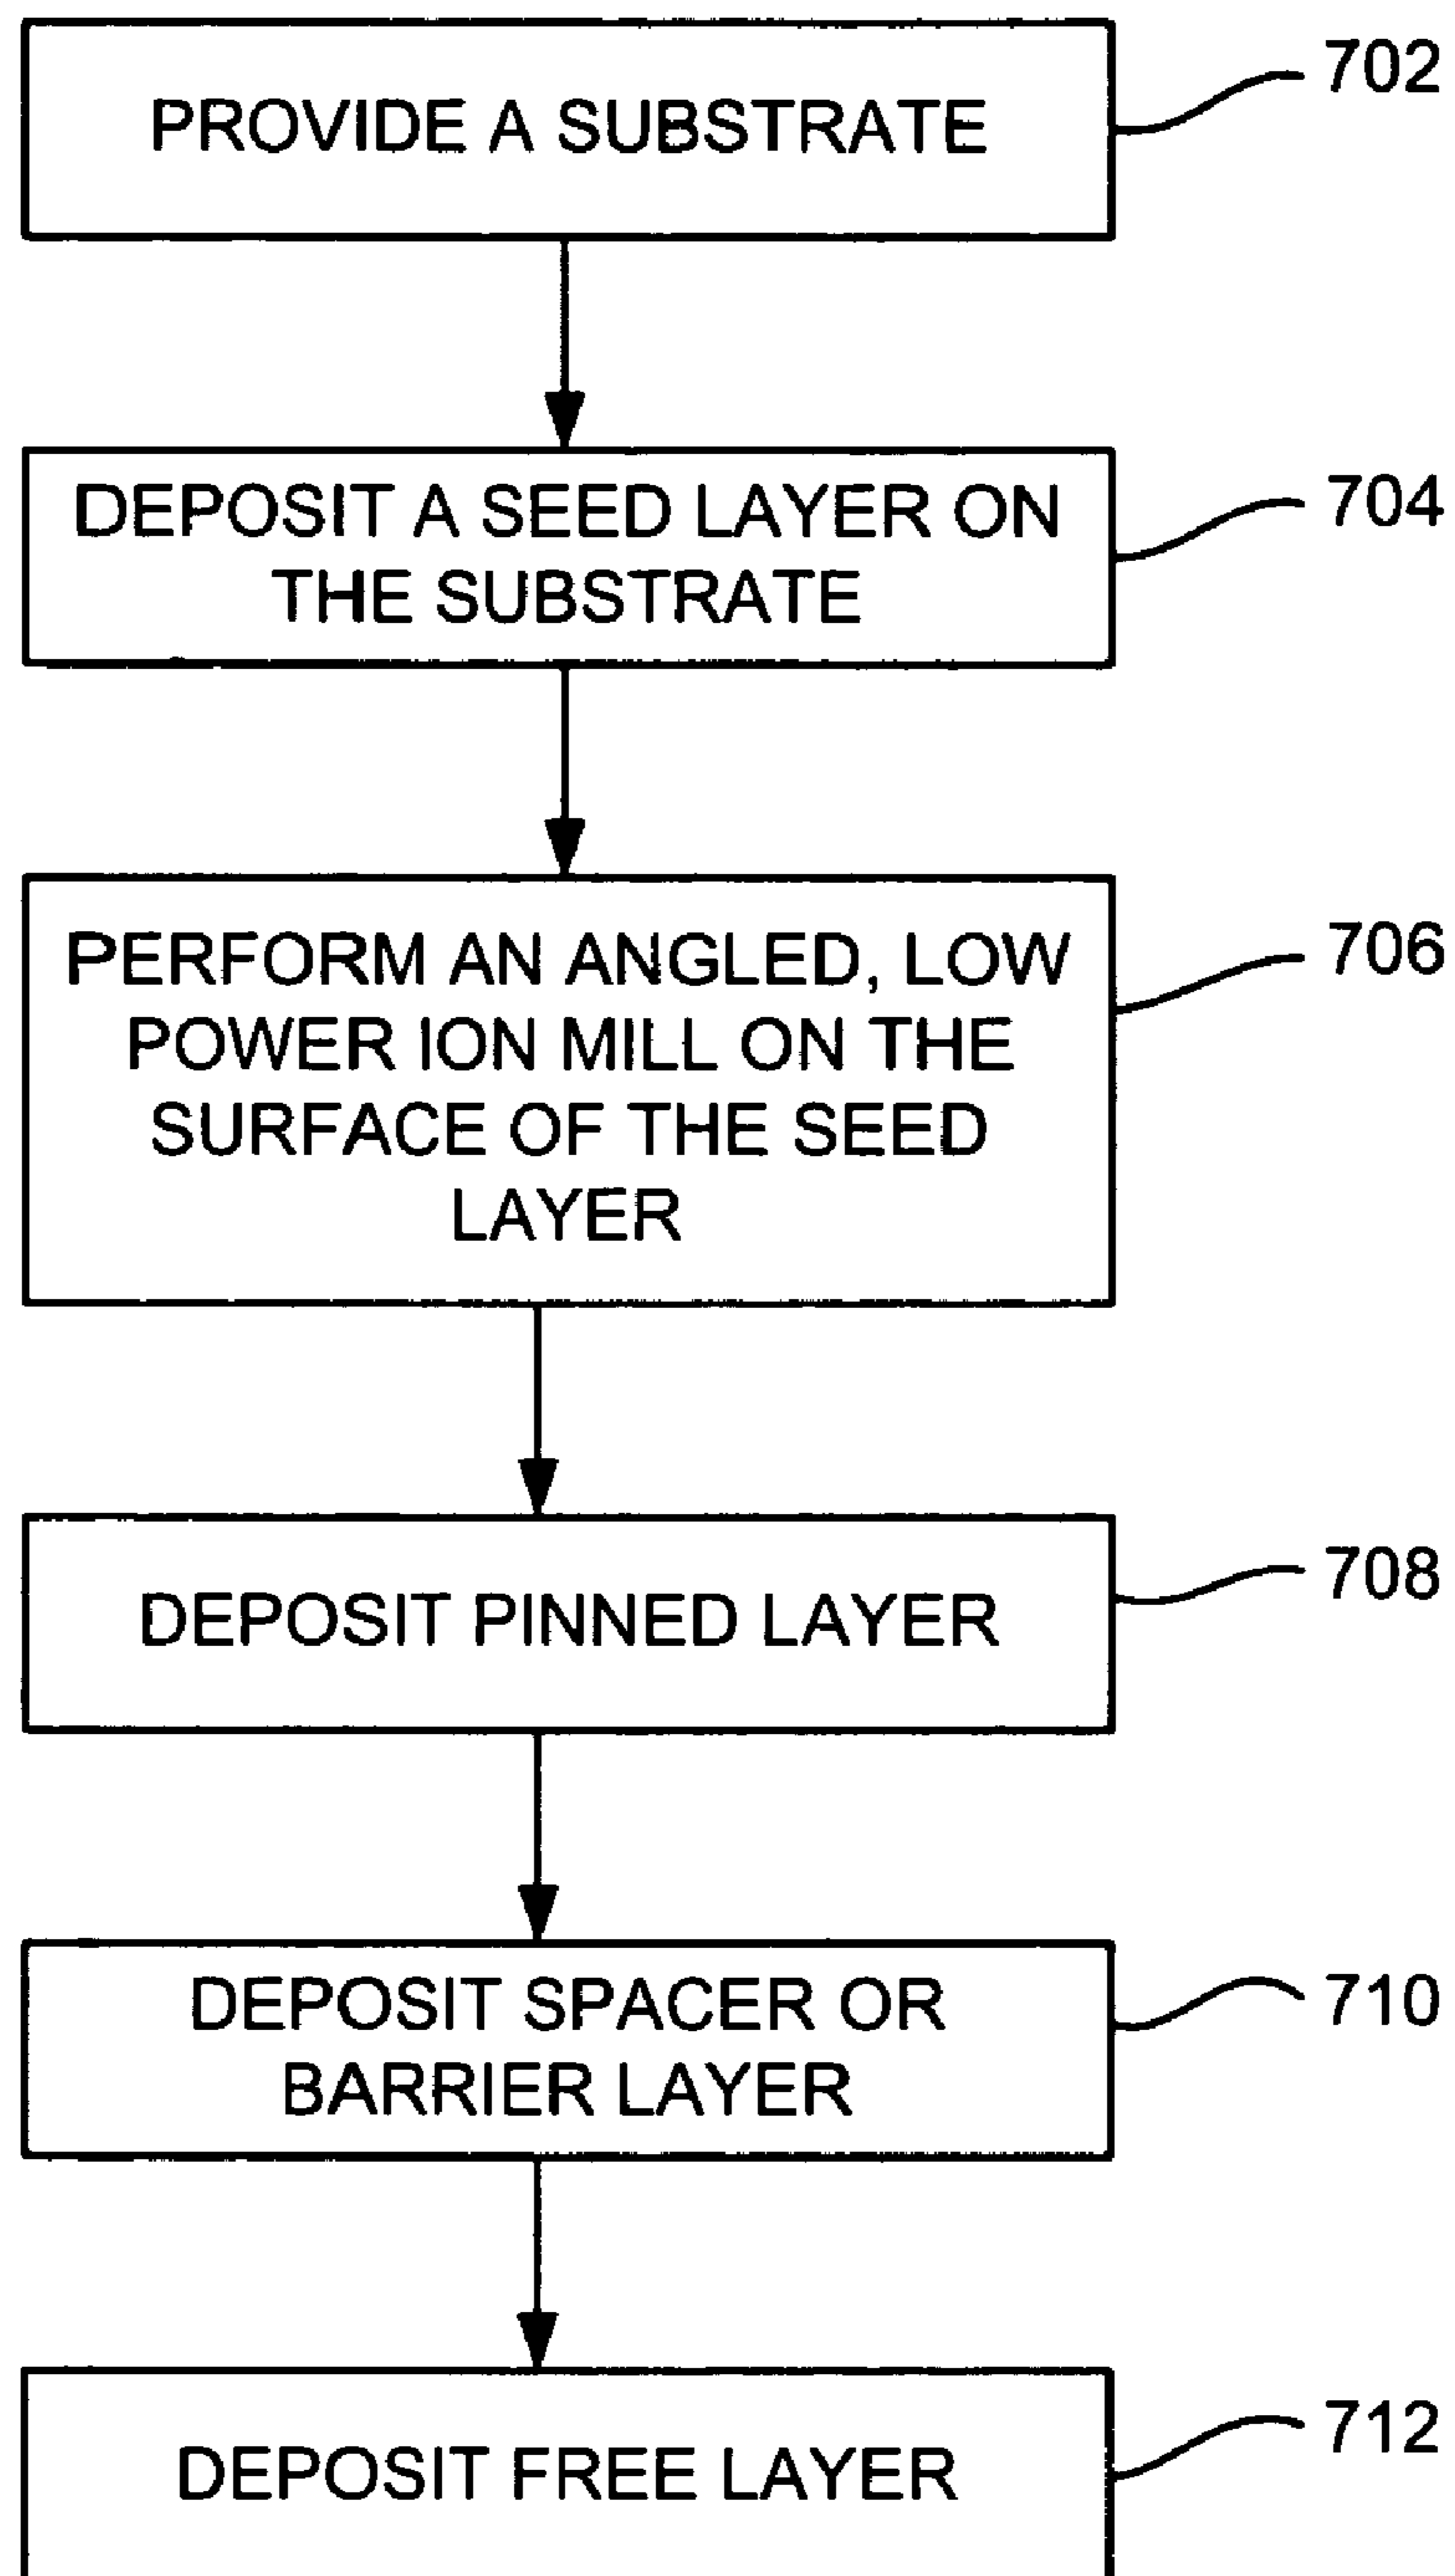 PROVIDE A SUBSTRATE
702
DEPOSIT A SEED LAYER ON
THE SUBSTRATE
704
PERFORM AN ANGLED, LOW
POWER ION MILL ON THE
SURFACE OF THE SEED
LAYER
706
DEPOSIT PINNED LAYER
708
DEPOSIT SPACER OR
BARRIER LAYER
710
DEPOSIT FREE LAYER
712